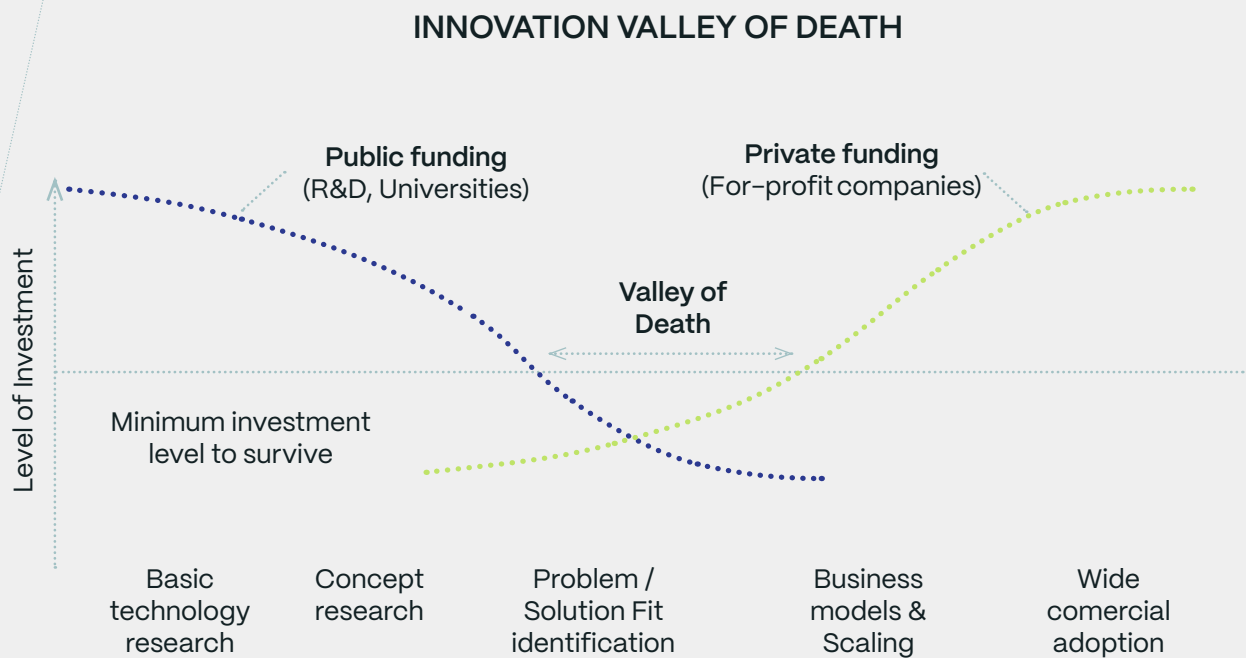 INNOVATION VALLEY OF DEATH
Public funding
(R&D, Universities)
Private funding
(For-profit companies)
Valley of
Death
Level of Investment
Minimum investment
level to survive
Basic
technology
research
Concept
research
Problem /
Solution Fit
identification
Business
models &
Scaling
Wide
comercial
adoption